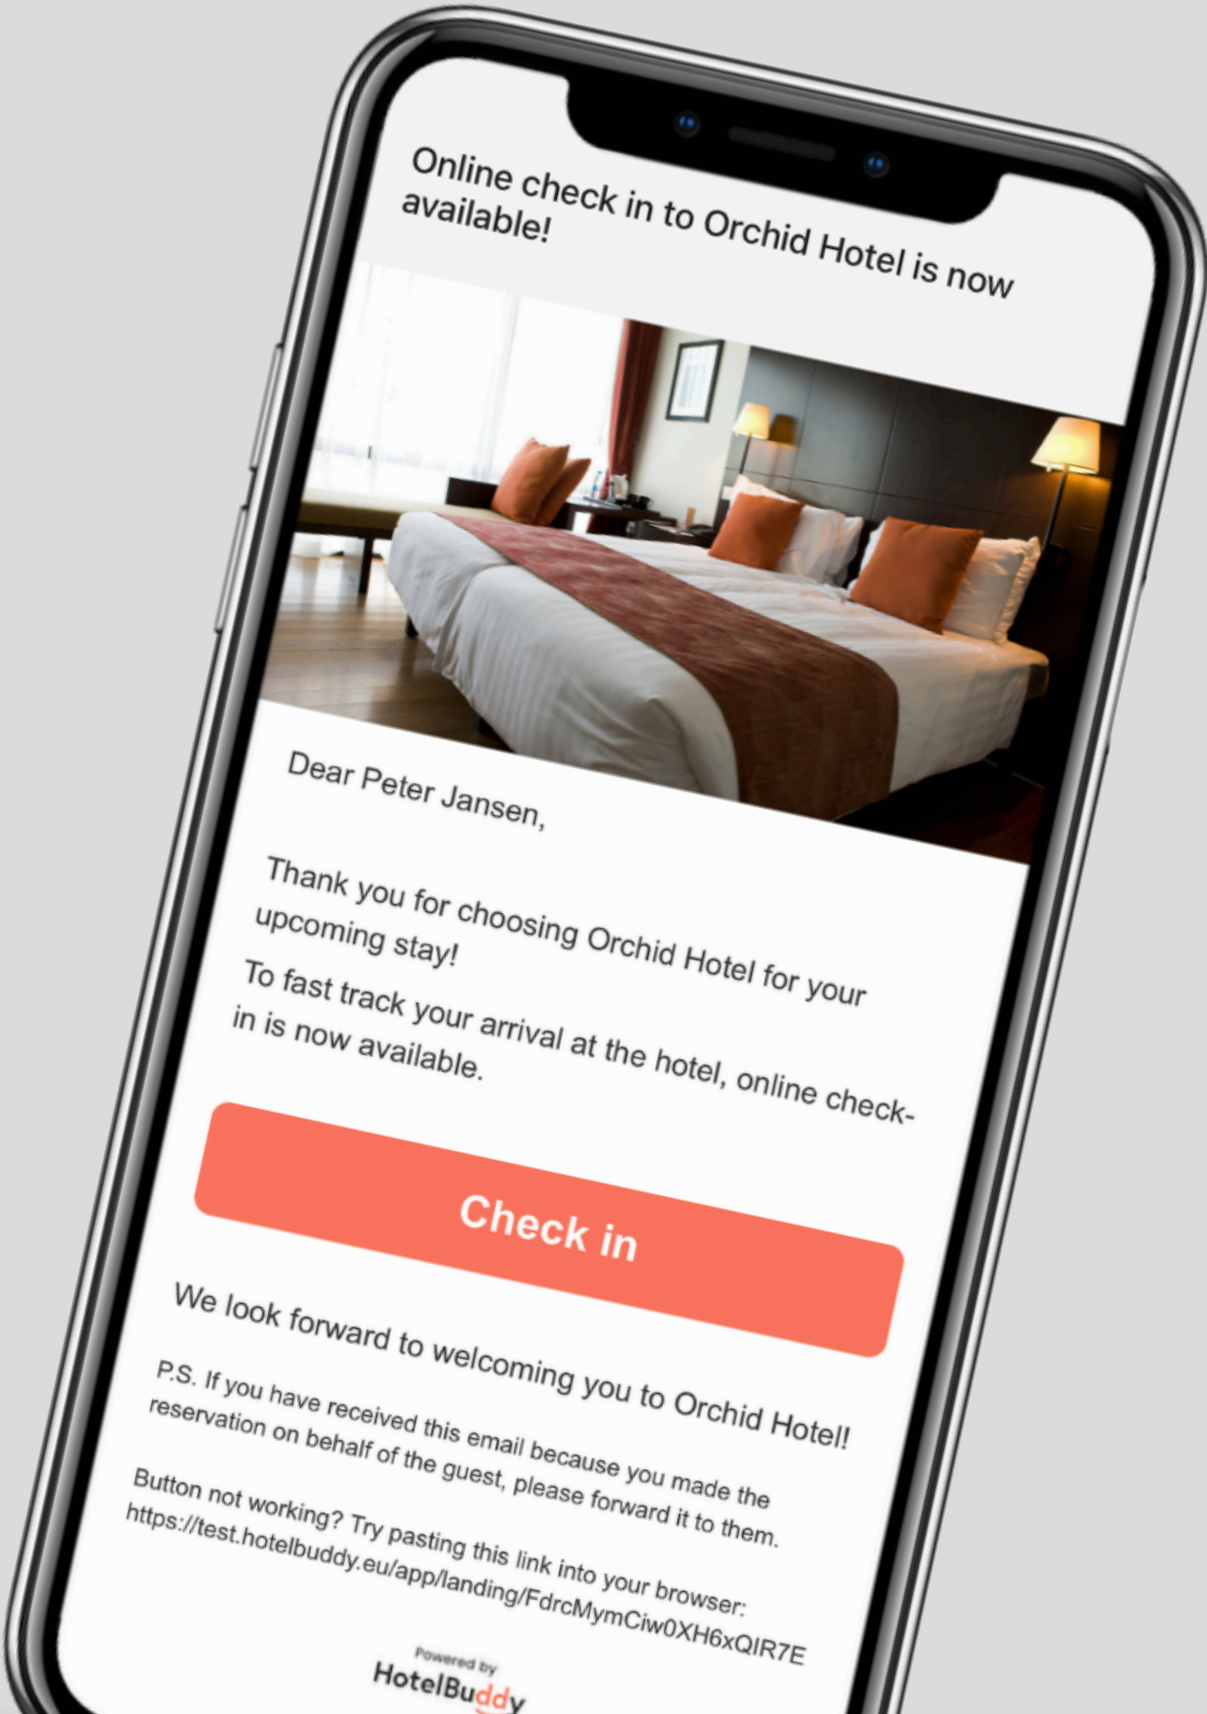 Online check in to Orchid Hotel is now
available!
Dear Peter Jansen,
Thank you for choosing Orchid Hotel for your
upcoming stay!
To fast track your arrival at the hotel, online check-
in is now available.
Check in
We look forward to welcoming you to Orchid Hotel!
P.S. If you have received this email because you made the
reservation on behalf of the guest, please forward it to them.
Button not working? Try pasting this link into your browser:
https://test.hotelbuddy.eu/app/landing/FdrcMymCiw0XH6xQIR7E
Powered by
HotelBuddy